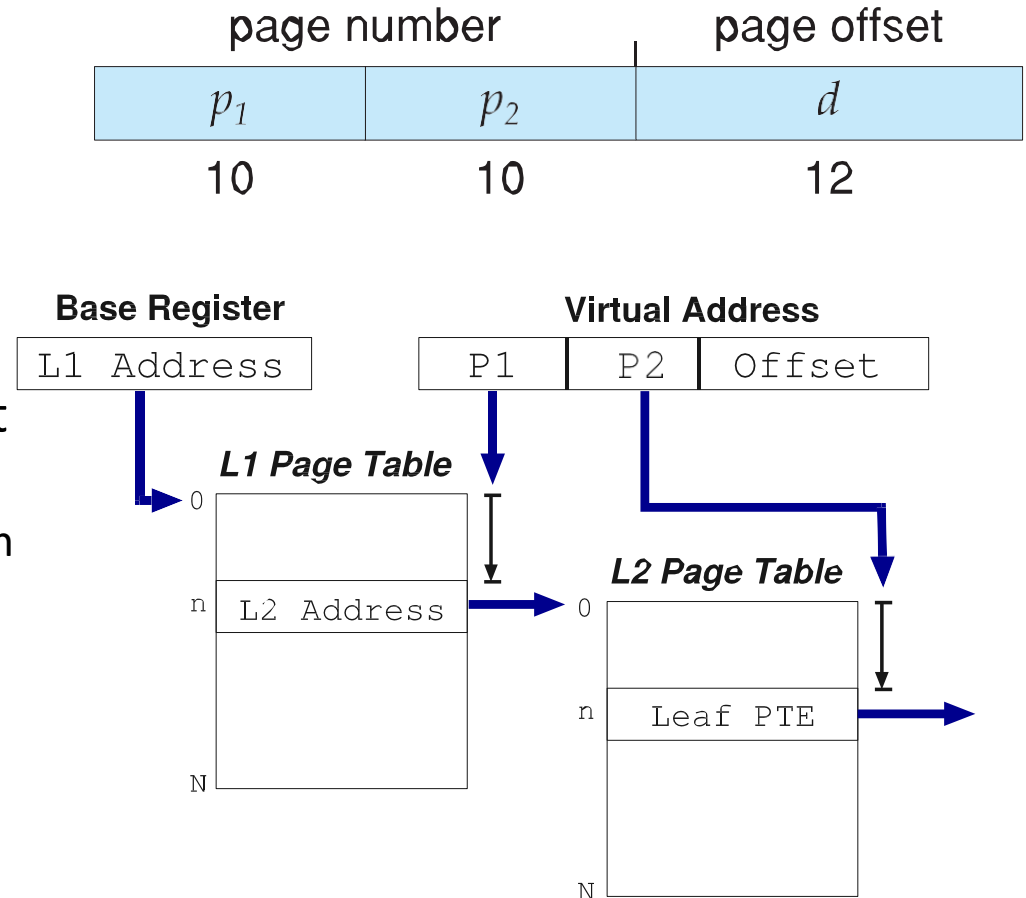 page number page offset
p1 p2 d
10 10 12
Base Register Virtual Address
L1 Address P1 P2 Offset
L1 Page Table
0
L2 Page Table
n L2 Address 0
n Leaf PTE
N
N